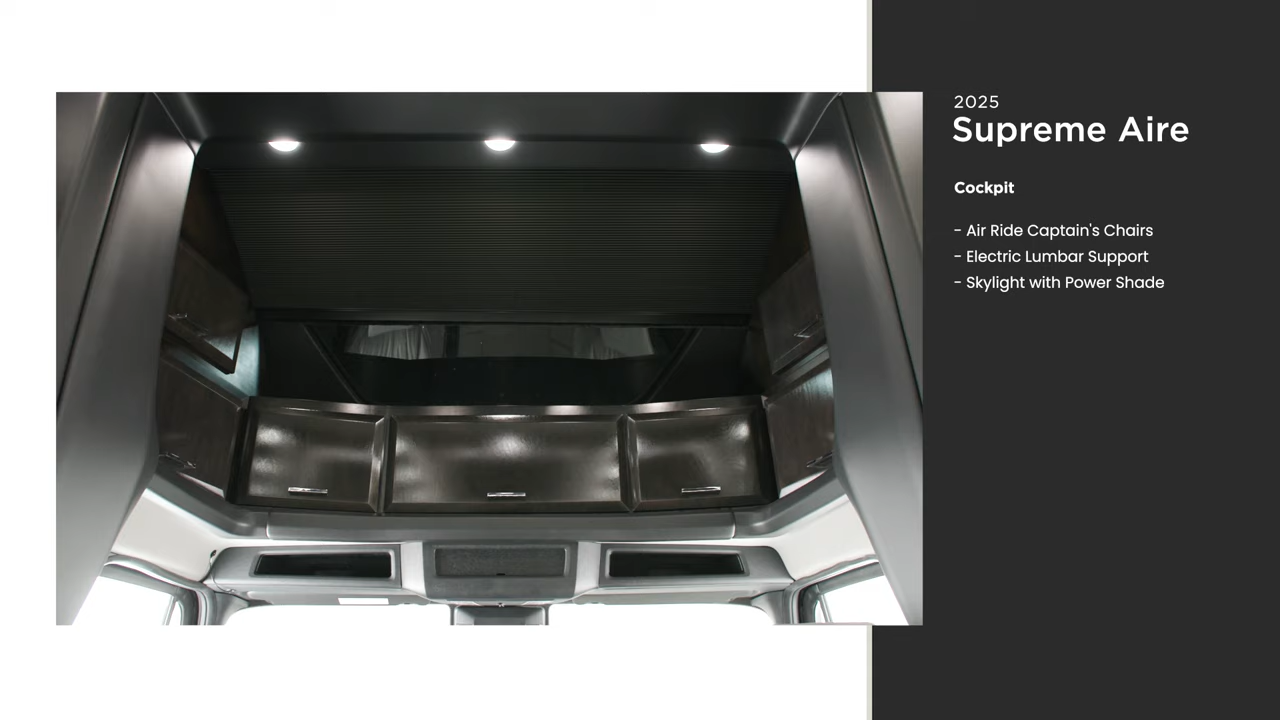 2025
Supreme Aire
Cockpit
- Air Ride Captain's Chairs
- Electric Lumbar Support
- Skylight with Power Shade